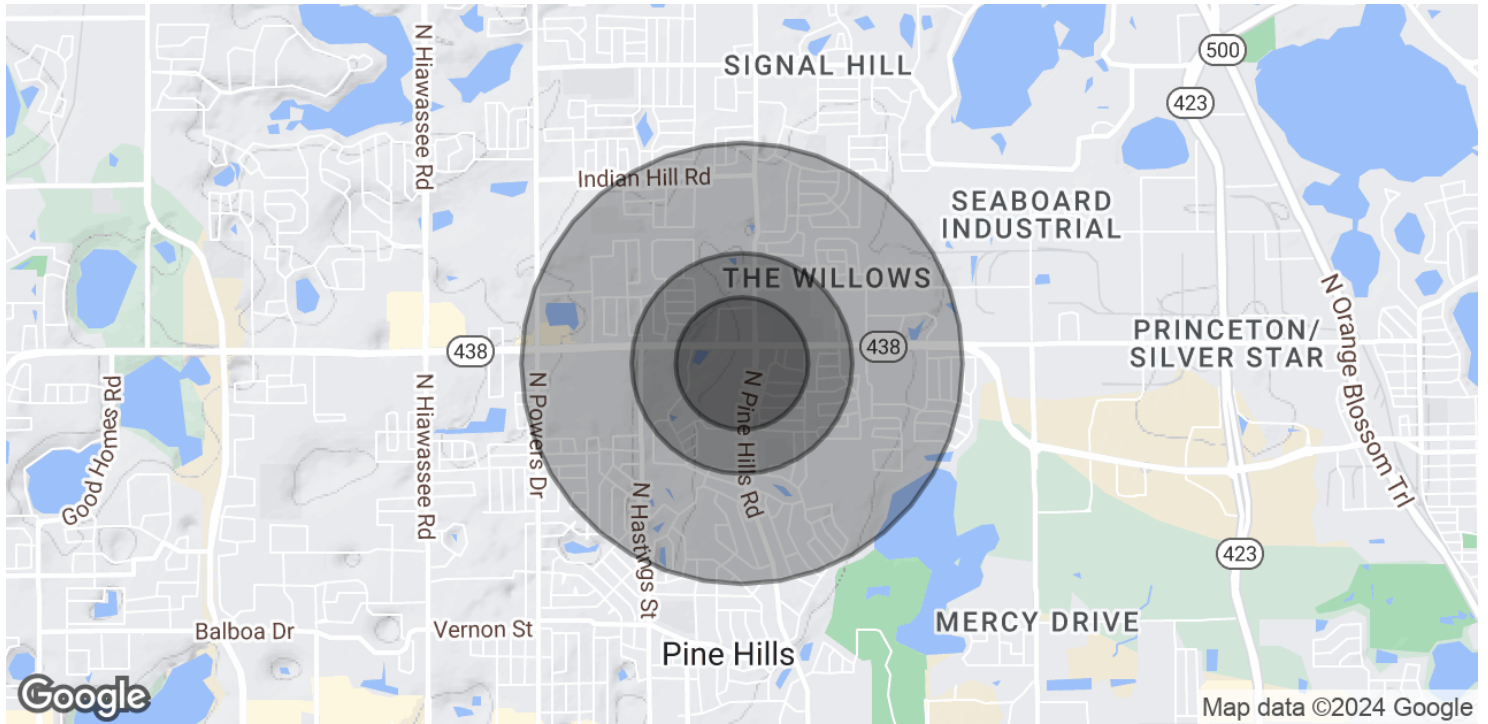 N Hiawassee Rd
SIGNAL HILL
500
423
Indian Hill Rd
SEABOARD
INDUSTRIAL
THE WILLOWS
N Orange Blossom Trl
438
438
PRINCETON/
SILVER STAR
Good Homes Rd
N Hiawassee Rd
N Powers Dr
N Pine Hills Rd
N Hastings St
423
Balboa Dr
Vernon St
MERCY DRIVE
Pine Hills
Google
Map data ©2024 Google